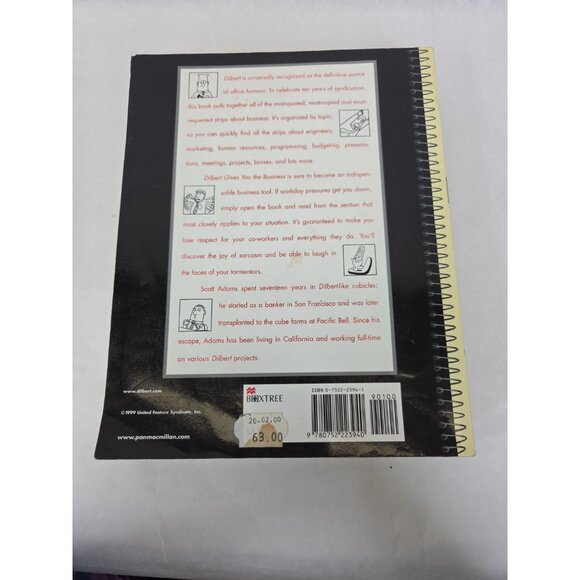 Dilbert is universally recognized as the definitive source
of office humour. To celebrate ten years of syndication,
this book pulls together all of the most-quoted, most-copied and most-
requested strips about business. It's organized by topic,
so you can quickly find all the strips about engineers,
marketing, human resources, programming, budgeting, presenta-
tions, meetings, projects, bosses, and lots more.
Dilbert Gives You the Business is sure to become an indispen-
sable business tool. If workday pressures get you down,
simply open the book and read from the section that
most closely applies to your situation. It's guaranteed to make you
lose respect for your co-workers and everything they do. You'll
discover the joy of sarcasm and be able to laugh in
the faces of your tormentors.
Scott Adams spent seventeen years in Dilbert-like cubicles;
he started as a banker in San Francisco and was later
transplanted to the cube farms at Pacific Bell. Since his
escape, Adams has been living in California and working full-time
on various Dilbert projects.
www.dilbert.com
©1999 United Feature Syndicate, Inc.
www.panmacmillan.com
BOXTREE
20.02.00
63.00
ISBN 0-7522-2394-1
90100
9 780752 223940